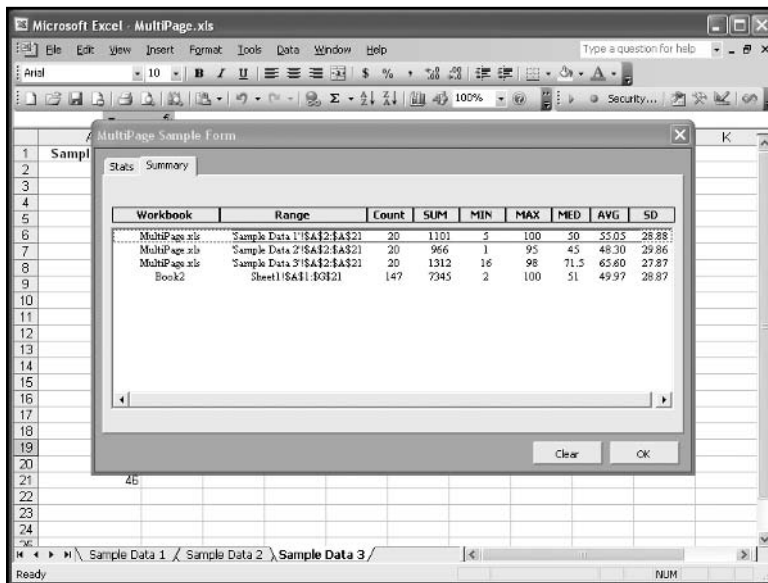 Microsoft Excel - MultiPage.xls
File Edit View Insert Format Tools Data Window Help Type a question for help
Arial 10 B I U $ % ,
Σ 100% Security...
K
MultiPage Sample Form
Stats Summary
1 Sampl
2
3
4
5
6
7
8
9
10
11
12
13
14
15
16
17
18
19
20
21 46
22
23
24
Workbook Range Count SUM MIN MAX MED AVG SD
MultiPage.xls 'Sample Data 1'!$A$2:$A$21 20 1101 5 100 50 55.05 28.88
MultiPage.xls 'Sample Data 2'!$A$2:$A$21 20 966 1 95 45 48.30 29.86
MultiPage.xls 'Sample Data 3'!$A$2:$A$21 20 1312 16 98 71.5 65.60 27.87
Book2 Sheet1!$A$1:$G$21 147 7345 2 100 51 49.97 28.87
Clear OK
Sample Data 1 Sample Data 2 Sample Data 3
Ready NUM